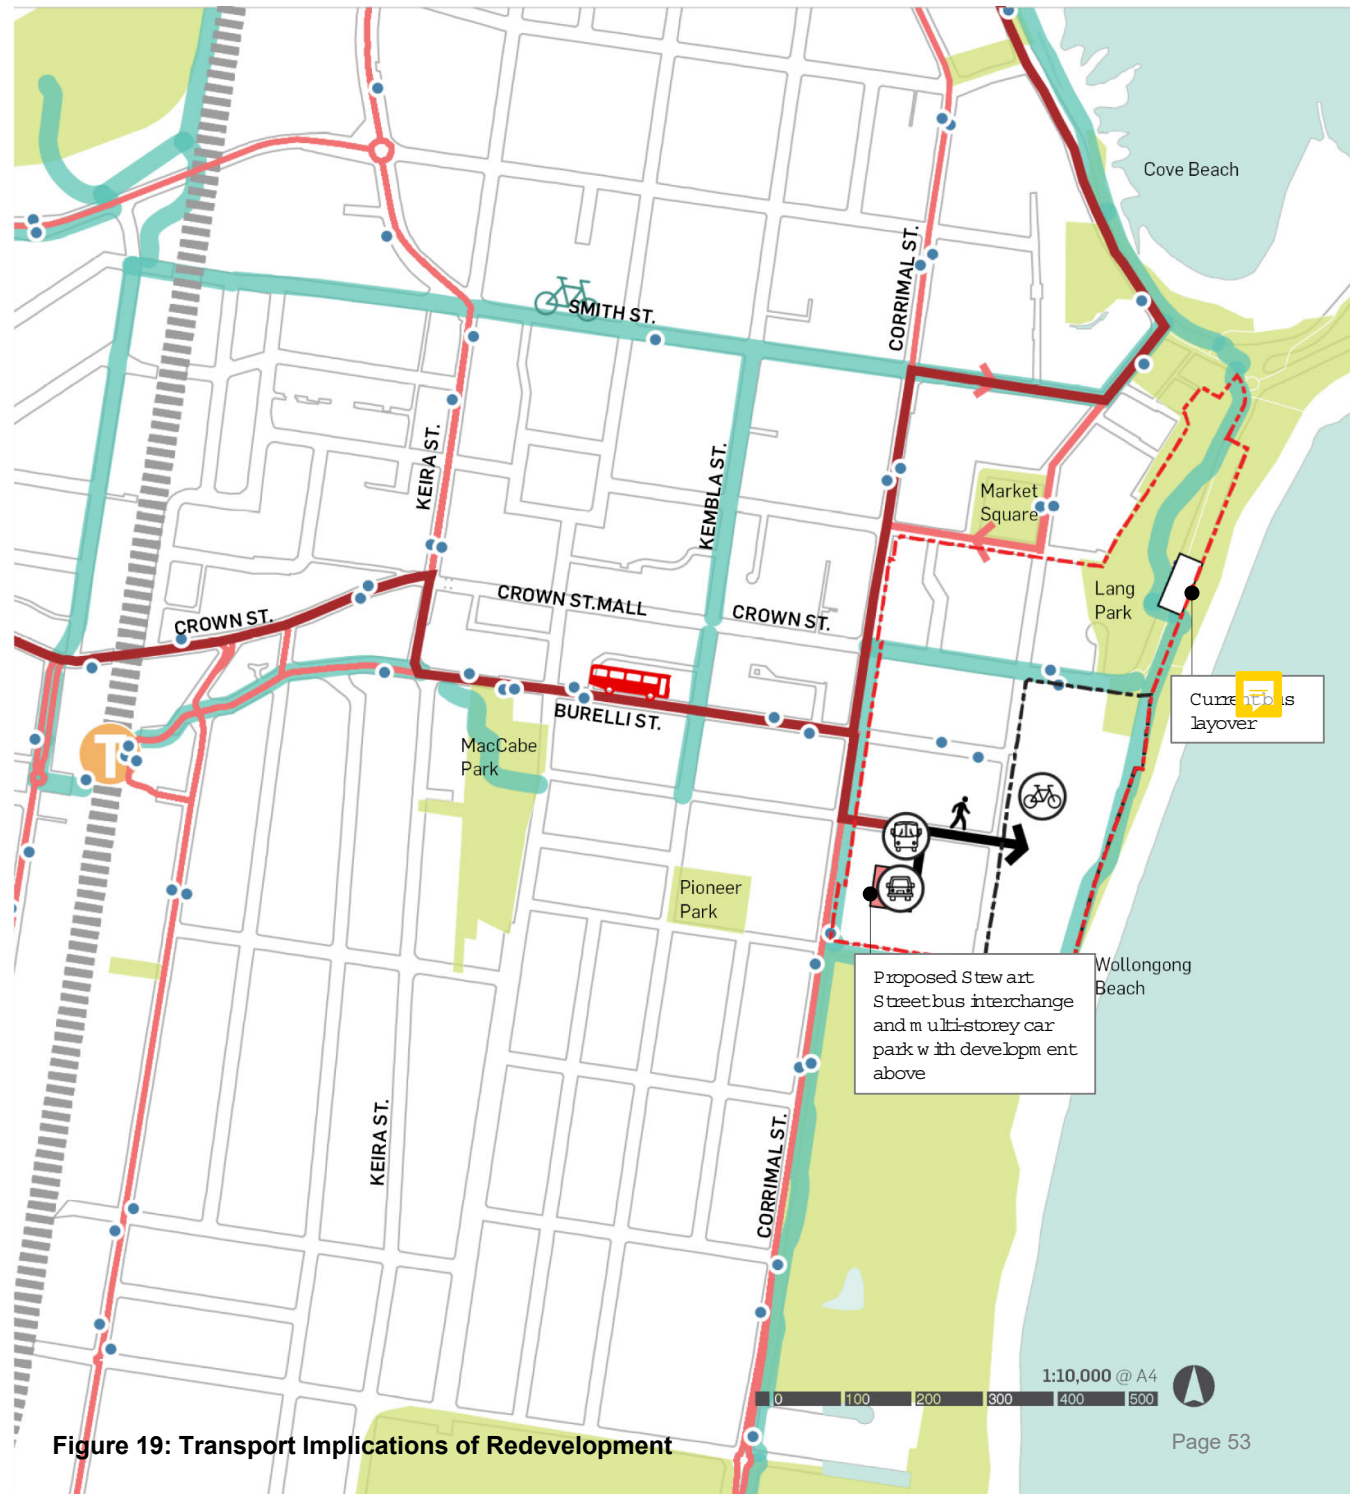 Cove Beach
CORRIMAL ST.
SMITH ST.
KEIRA ST.
KEMBLA ST.
Market
Square
Lang
Park
CROWN ST.MALL
CROWN ST.
CROWN ST.
Current bus
layover
BURELLI ST.
MacCabe
Park
T
Pioneer
Park
Wollongong
Beach
Proposed Stewart
Street bus interchange
and multi-storey car
park with development
above
KEIRA ST.
CORRIMAL ST.
1:10,000 @ A4
0 100 200 300 400 500
Figure 19: Transport Implications of Redevelopment
Page 53